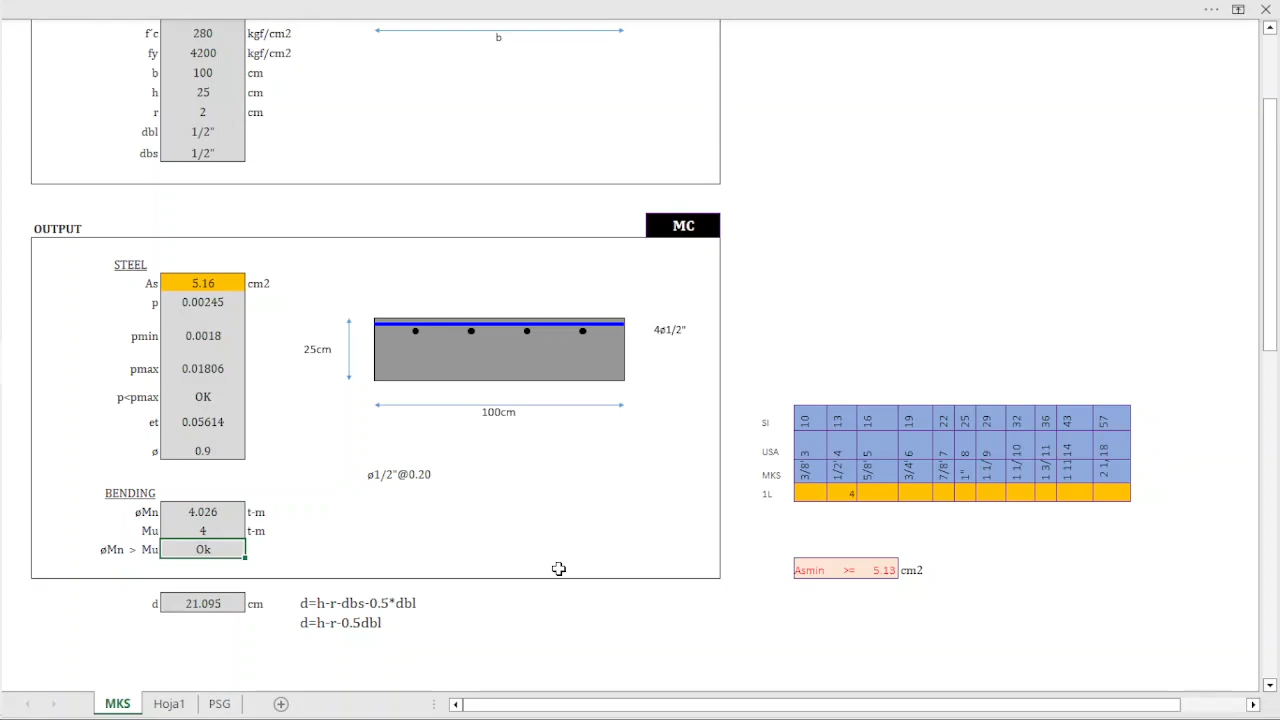 f´c 280 kgf/cm2
b
fy 4200 kgf/cm2
b 100 cm
h 25 cm
r 2 cm
dbl 1/2"
dbs 1/2"
OUTPUT
MC
STEEL
As 5.16 cm2
p 0.00245
pmin 0.0018
pmax 0.01806
p<pmax OK
et 0.05614
ø 0.9
25cm
4ø1/2"
100cm
ø1/2"@0.20
BENDING
øMn 4.026 t-m
Mu 4 t-m
øMn > Mu Ok
d 21.095 cm
d=h-r-dbs-0.5*dbl
d=h-r-0.5dbl
SI 10 13 16 19 22 25 29 32 36 43 57
USA 3 4 5 6 7 8 9 10 11 14 18
MKS 3/8' 1/2' 5/8' 3/4' 7/8' 1" 1 1/ 1 1/ 1 3/ 1 11 2 1/
1L 4
Asmin >= 5.13 cm2
MKS Hoja1 PSG